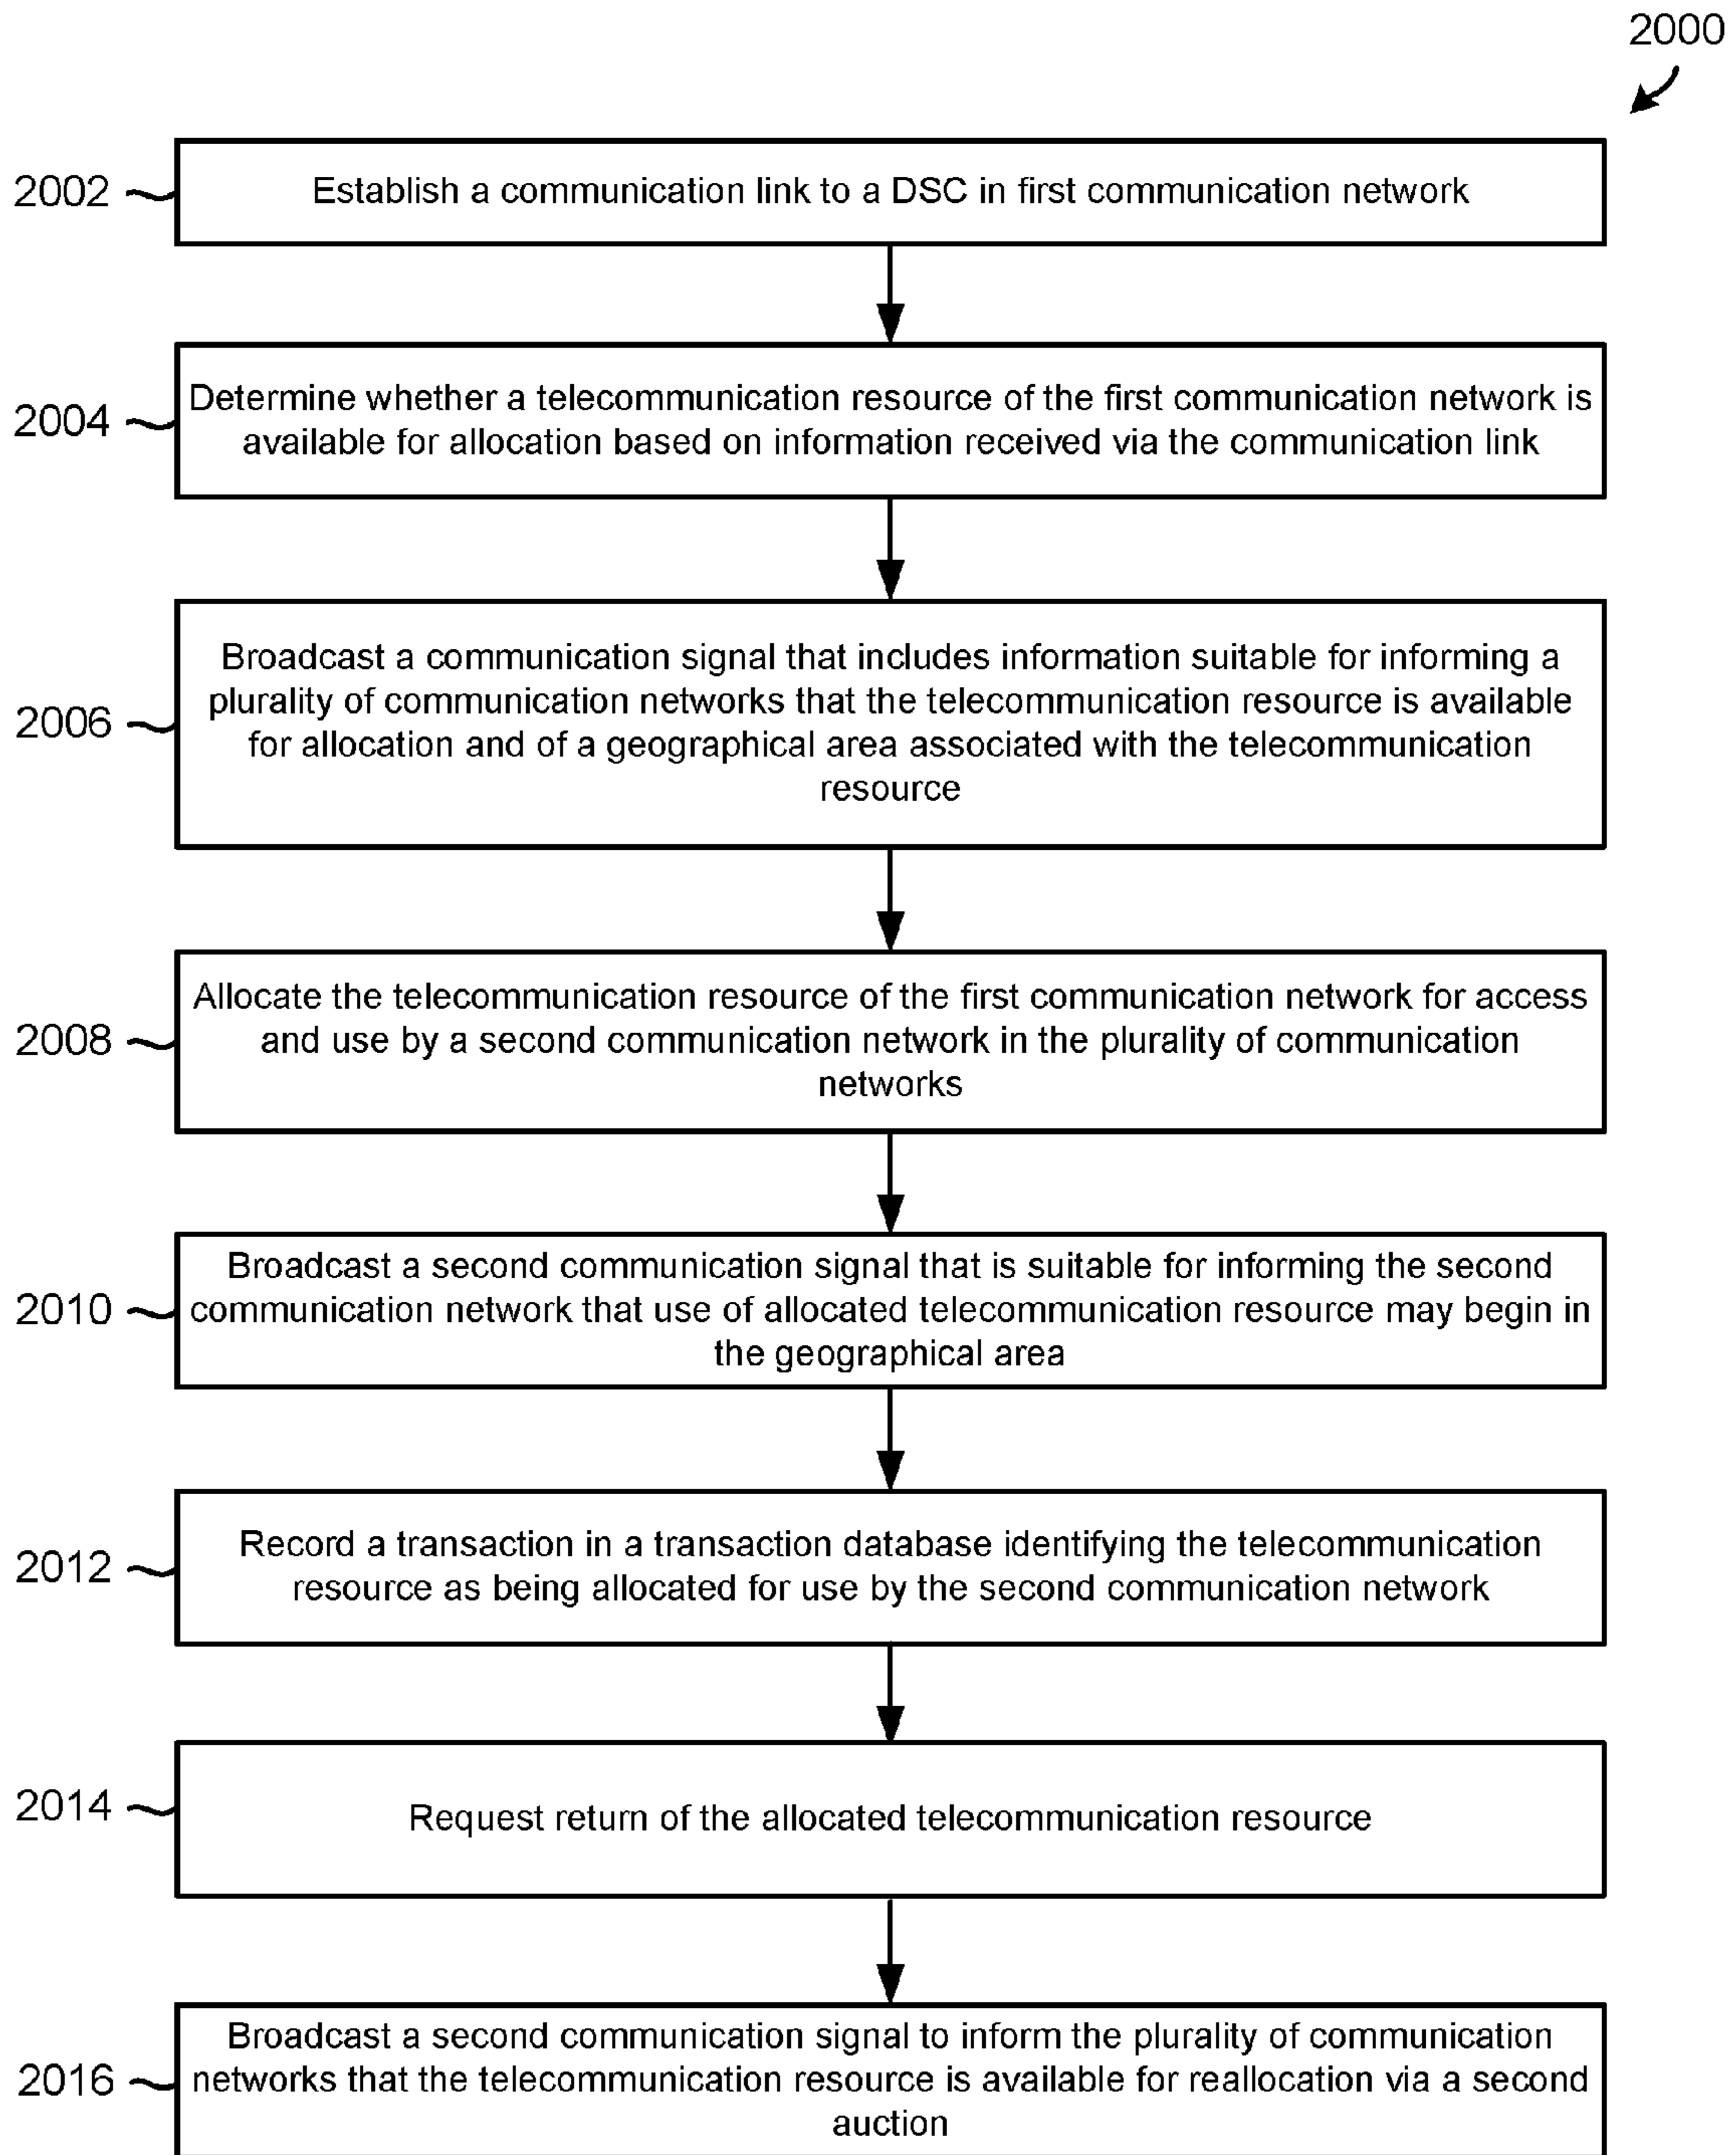 2000
2002
Establish a communication link to a DSC in first communication network
2004
Determine whether a telecommunication resource of the first communication network is
available for allocation based on information received via the communication link
2006
Broadcast a communication signal that includes information suitable for informing a
plurality of communication networks that the telecommunication resource is available
for allocation and of a geographical area associated with the telecommunication
resource
2008
Allocate the telecommunication resource of the first communication network for access
and use by a second communication network in the plurality of communication
networks
2010
Broadcast a second communication signal that is suitable for informing the second
communication network that use of allocated telecommunication resource may begin in
the geographical area
2012
Record a transaction in a transaction database identifying the telecommunication
resource as being allocated for use by the second communication network
2014
Request return of the allocated telecommunication resource
2016
Broadcast a second communication signal to inform the plurality of communication
networks that the telecommunication resource is available for reallocation via a second
auction